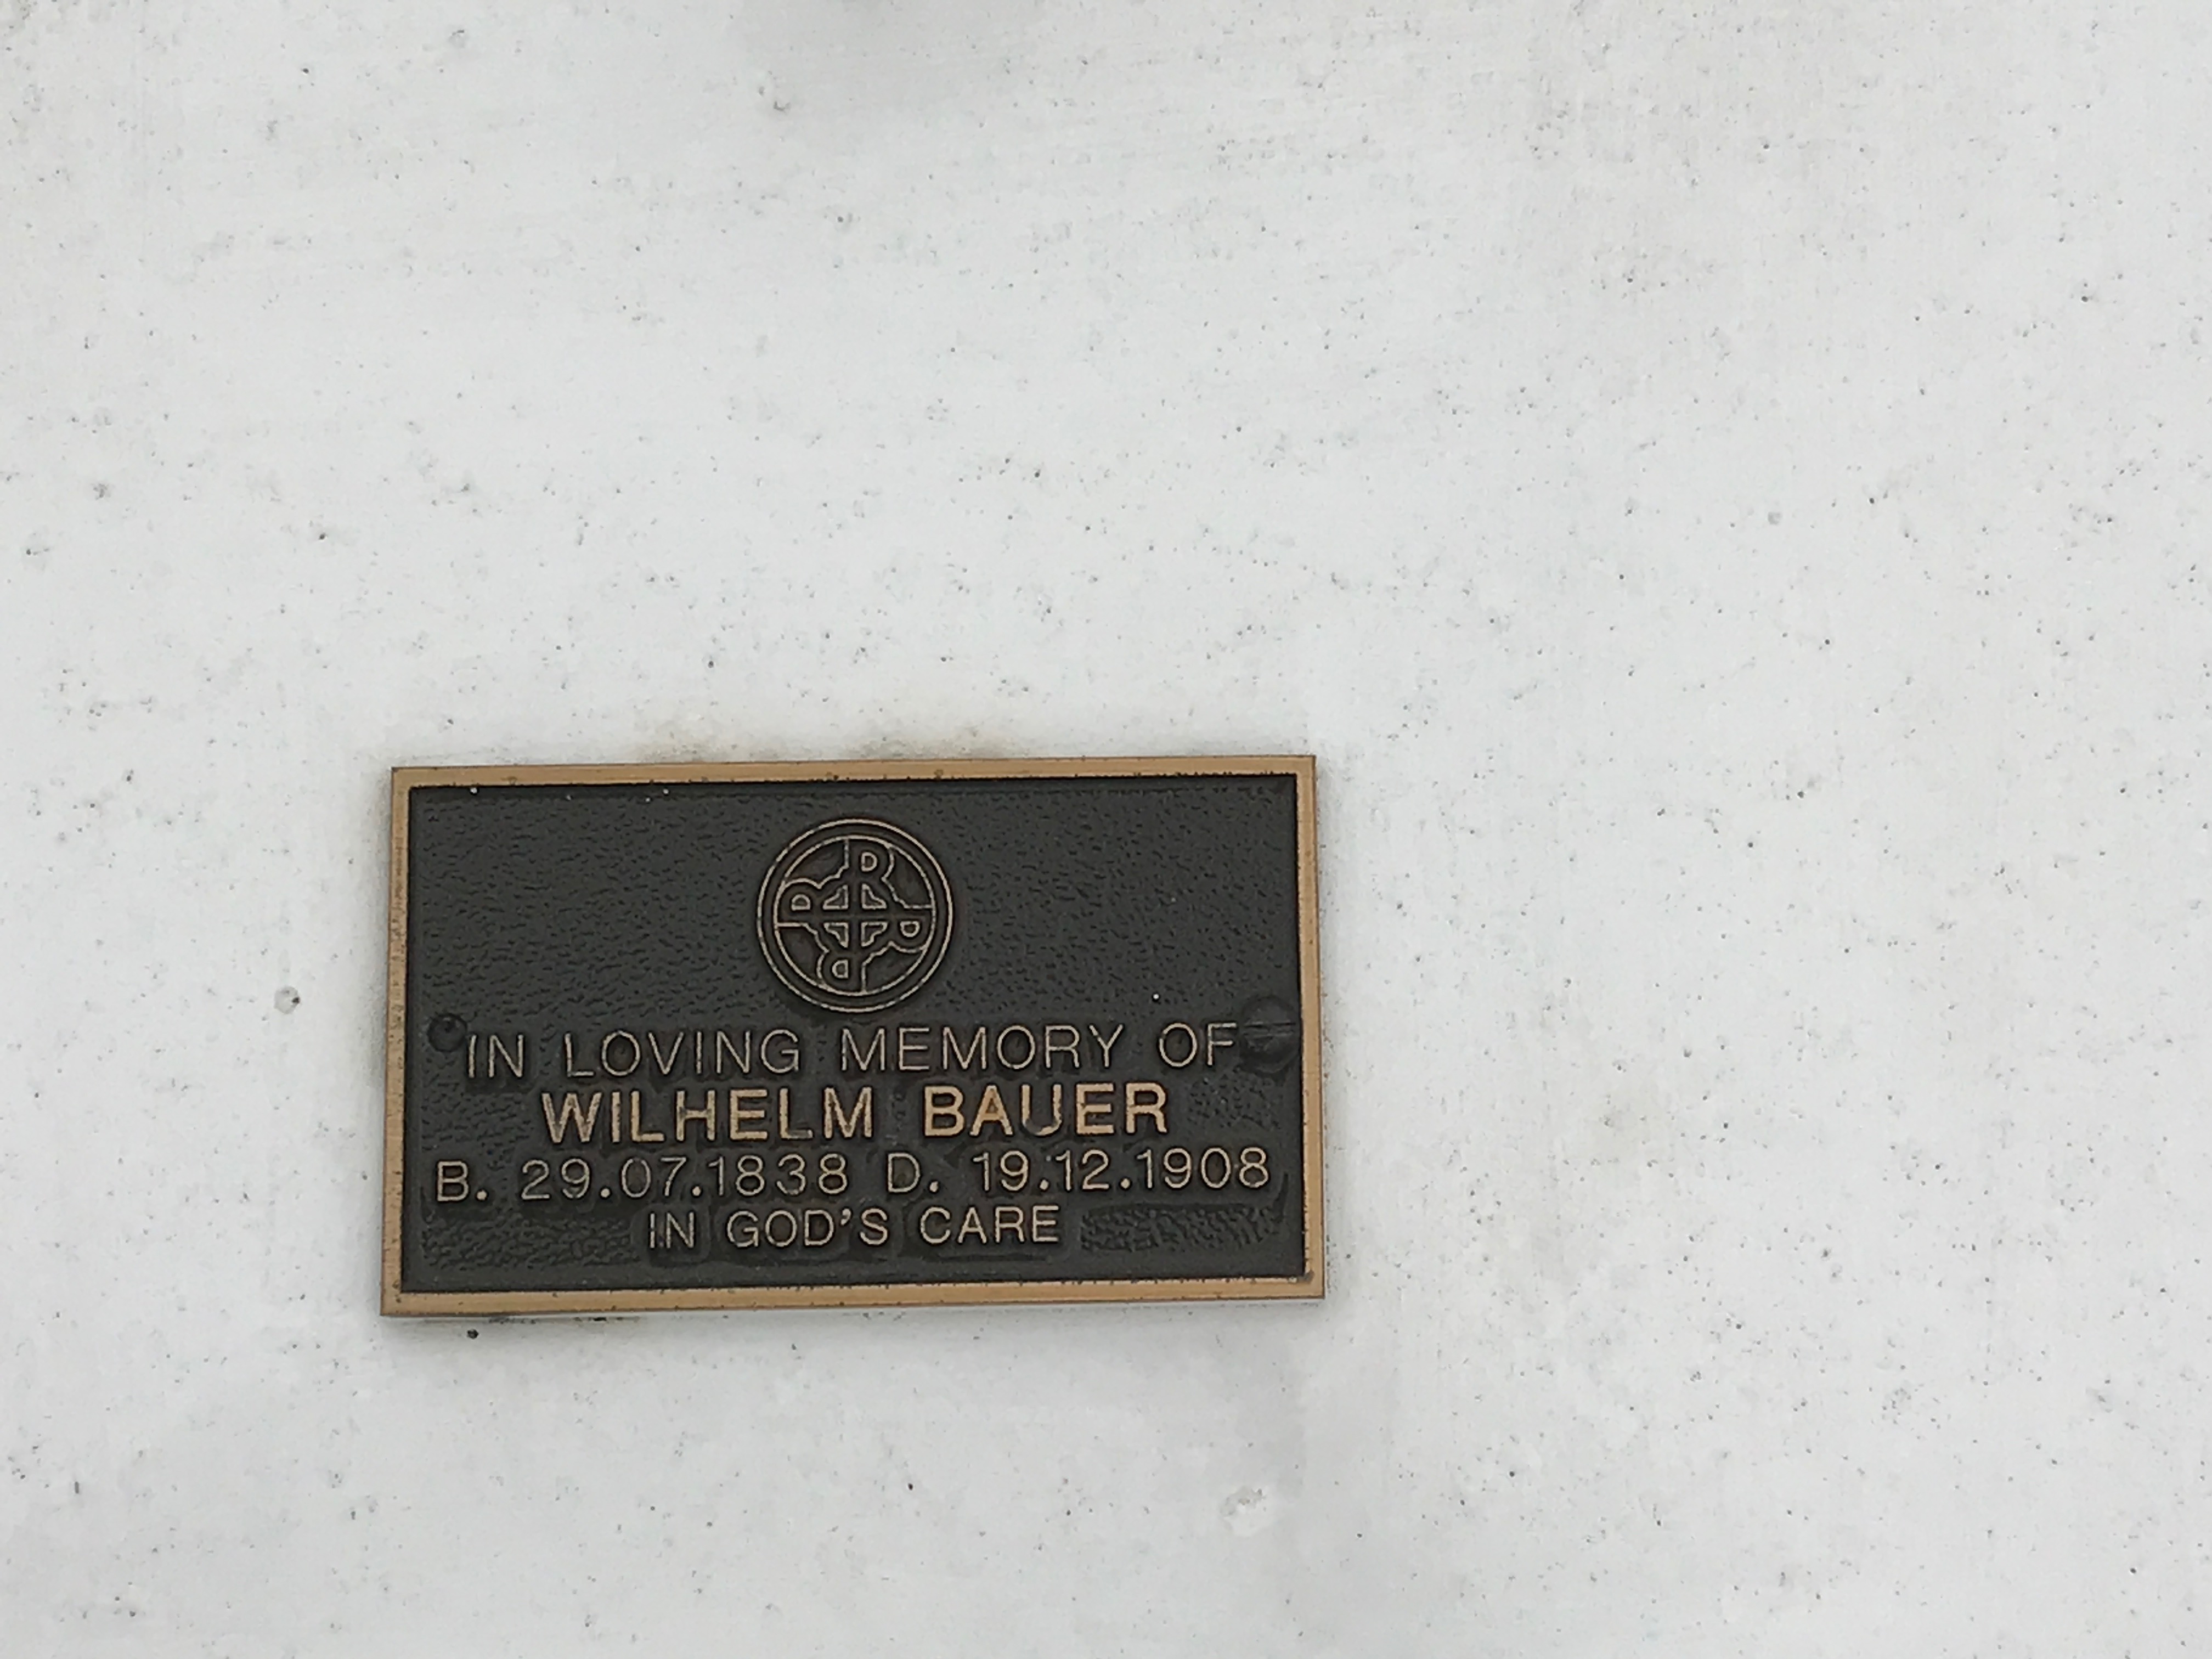 IN LOVING MEMORY OF
WILHELM BAUER
B. 29.07.1838 D. 19.12.1908
IN GOD'S CARE